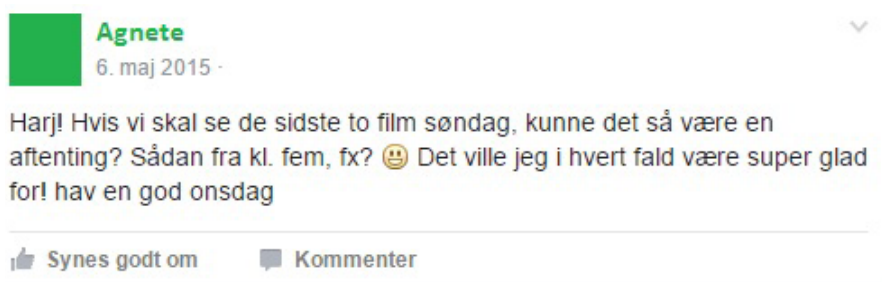 Agnete
6. maj 2015 ·
Harj! Hvis vi skal se de sidste to film søndag, kunne det så være en
aftenting? Sådan fra kl. fem, fx? 😃 Det ville jeg i hvert fald være super glad
for! hav en god onsdag
Synes godt om Kommenter